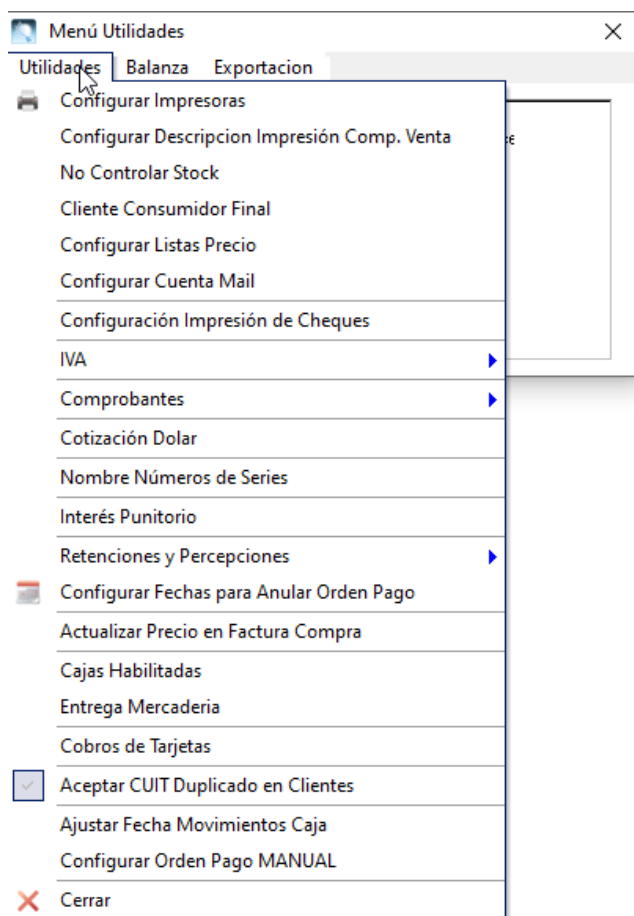 Menú Utilidades
Utilidades Balanza Exportacion
Configurar Impresoras
Configurar Descripcion Impresión Comp. Venta
No Controlar Stock
Cliente Consumidor Final
Configurar Listas Precio
Configurar Cuenta Mail
Configuración Impresión de Cheques
IVA
Comprobantes
Cotización Dolar
Nombre Números de Series
Interés Punitorio
Retenciones y Percepciones
Configurar Fechas para Anular Orden Pago
Actualizar Precio en Factura Compra
Cajas Habilitadas
Entrega Mercaderia
Cobros de Tarjetas
Aceptar CUIT Duplicado en Clientes
Ajustar Fecha Movimientos Caja
Configurar Orden Pago MANUAL
Cerrar